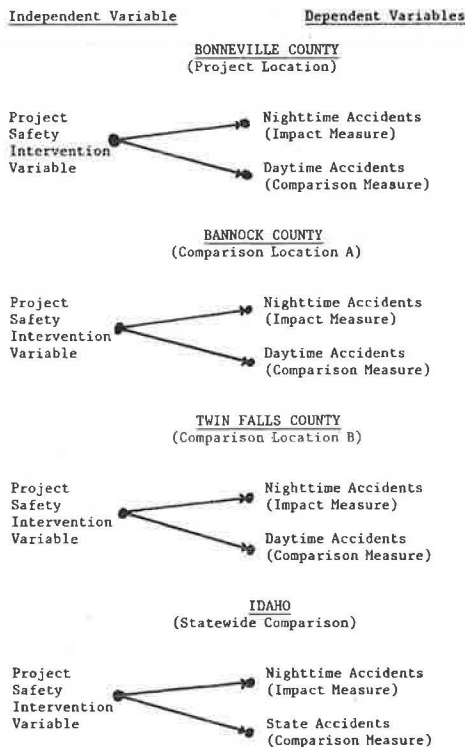 Independent Variable Dependent Variables
BONNEVILLE COUNTY
(Project Location)
Project Nighttime Accidents
Safety (Impact Measure)
Intervention Daytime Accidents
Variable (Comparison Measure)
BANNOCK COUNTY
(Comparison Location A)
Project Nighttime Accidents
Safety (Impact Measure)
Intervention Daytime Accidents
Variable (Comparison Measure)
TWIN FALLS COUNTY
(Comparison Location B)
Project Nighttime Accidents
Safety (Impact Measure)
Intervention Daytime Accidents
Variable (Comparison Measure)
IDAHO
(Statewide Comparison)
Project Nighttime Accidents
Safety (Impact Measure)
Intervention State Accidents
Variable (Comparison Measure)